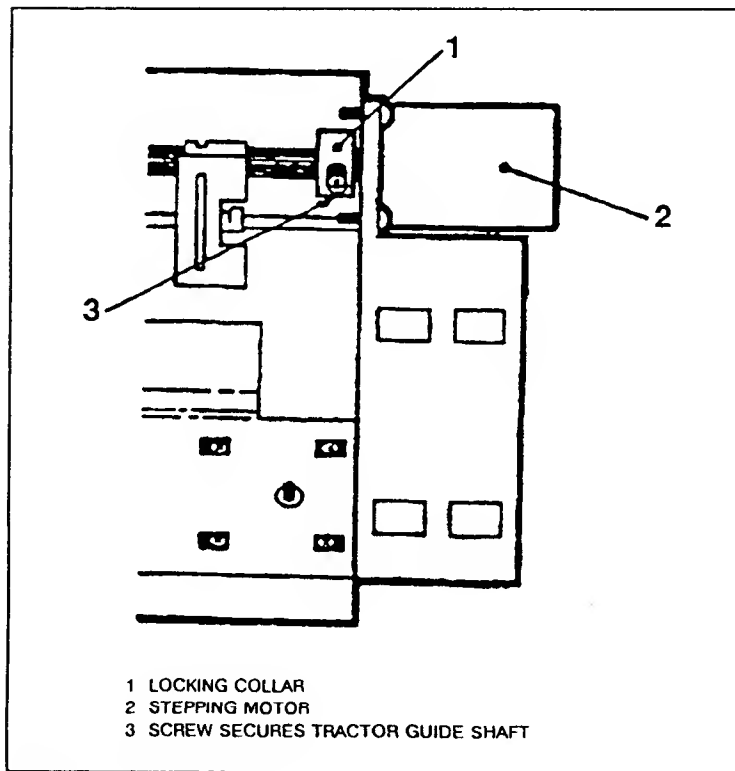 1
2
3
1 LOCKING COLLAR
2 STEPPING MOTOR
3 SCREW SECURES TRACTOR GUIDE SHAFT